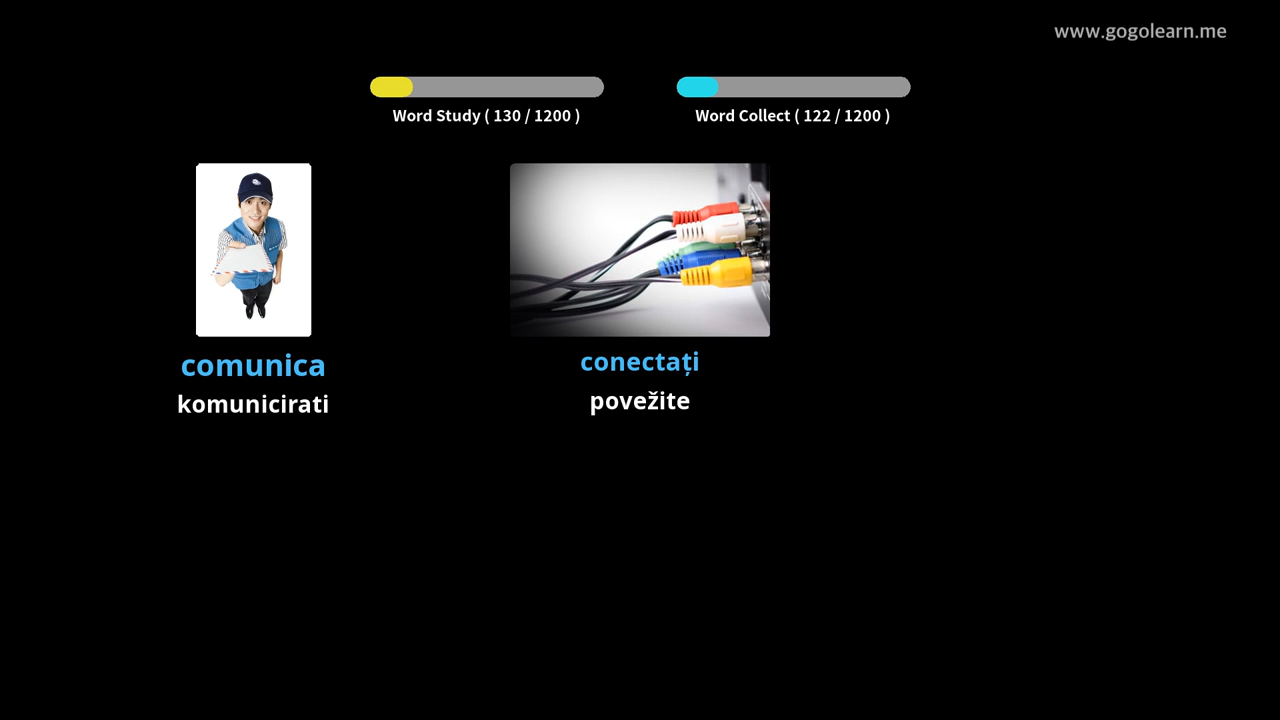 www.gogolearn.me
Word Study ( 130 / 1200 )
Word Collect ( 122 / 1200 )
comunica
komunicirati
conectați
povežite